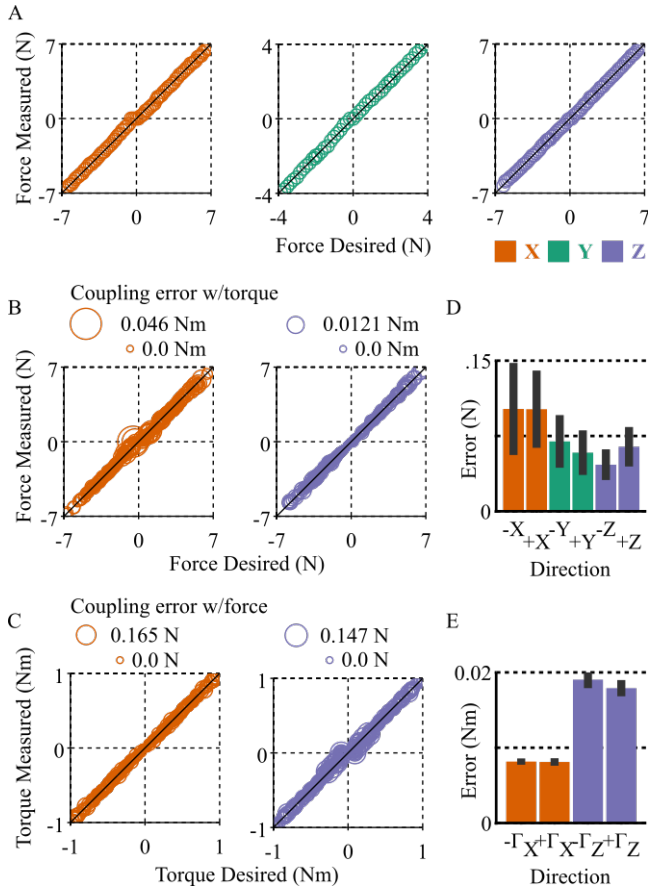 A
Force Measured (N)
7
0
-7
-7 0 7
4
0
-4
-4 0 4
7
0
-7
-7 0 7
Force Desired (N)
X Y Z
B
Coupling error w/torque
0.046 Nm
0.0 Nm
0.0121 Nm
0.0 Nm
Force Measured (N)
7
0
-7
-7 0 7
7
0
-7
-7 0 7
Force Desired (N)
D
Error (N)
.15
0
-X +X -Y +Y -Z +Z
Direction
C
Coupling error w/force
0.165 N
0.0 N
0.147 N
0.0 N
Torque Measured (Nm)
1
0
-1
-1 0 1
1
0
-1
-1 0 1
Torque Desired (Nm)
E
Error (Nm)
0.02
0
-ΓX +ΓX -ΓZ +ΓZ
Direction